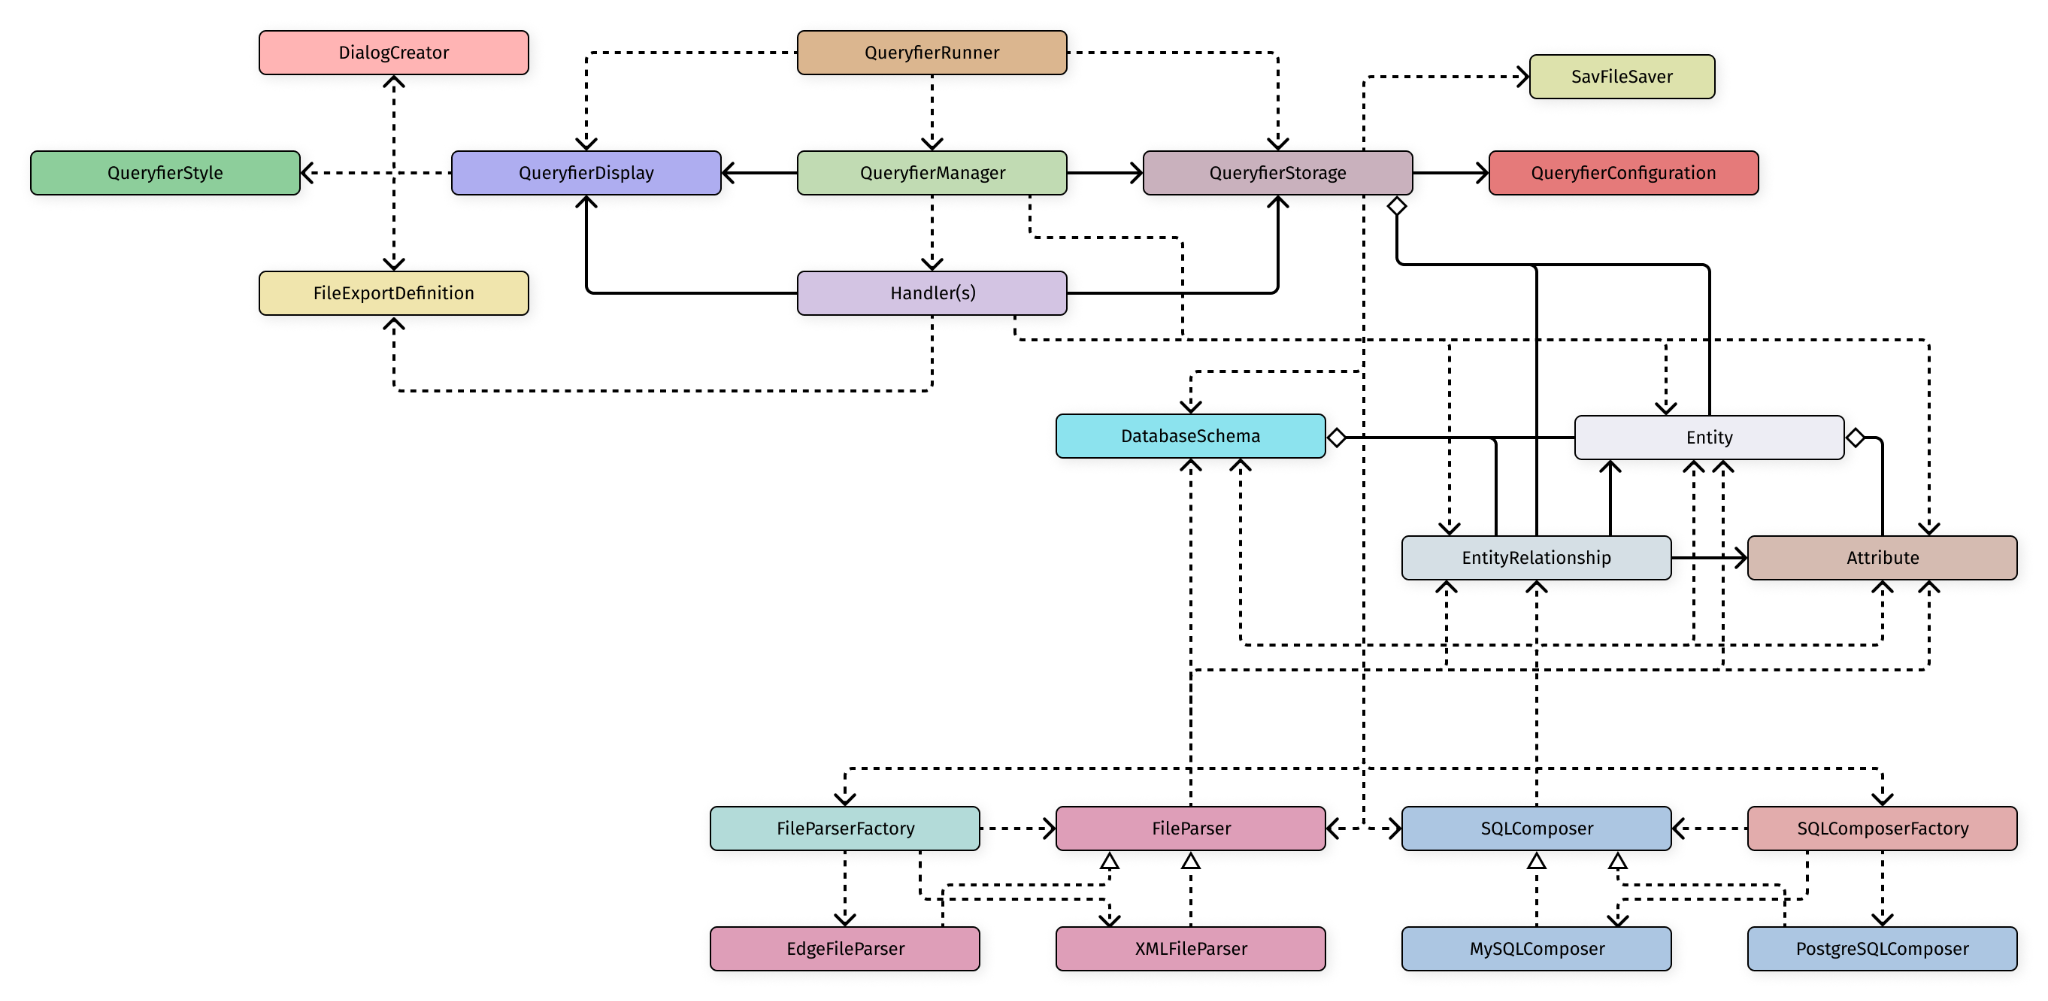 DialogCreator
QueryfierRunner
SavFileSaver
QueryfierStyle
QueryfierDisplay
QueryfierManager
QueryfierStorage
QueryfierConfiguration
FileExportDefinition
Handler(s)
DatabaseSchema
Entity
EntityRelationship
Attribute
FileParserFactory
FileParser
SQLComposer
SQLComposerFactory
EdgeFileParser
XMLFileParser
MySQLComposer
PostgreSQLComposer